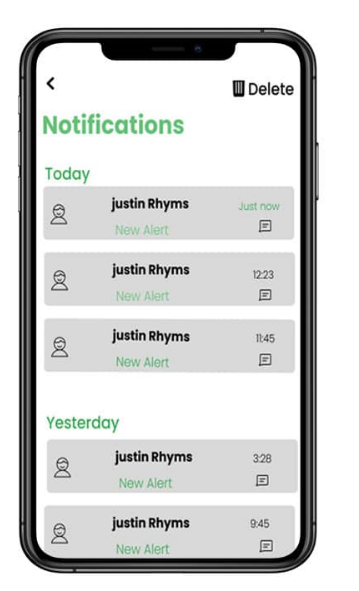 Delete
Notifications
Today
justin Rhyms
Just now
New Alert
justin Rhyms
12:23
New Alert
justin Rhyms
11:45
New Alert
Yesterday
justin Rhyms
3:28
New Alert
justin Rhyms
9:45
New Alert